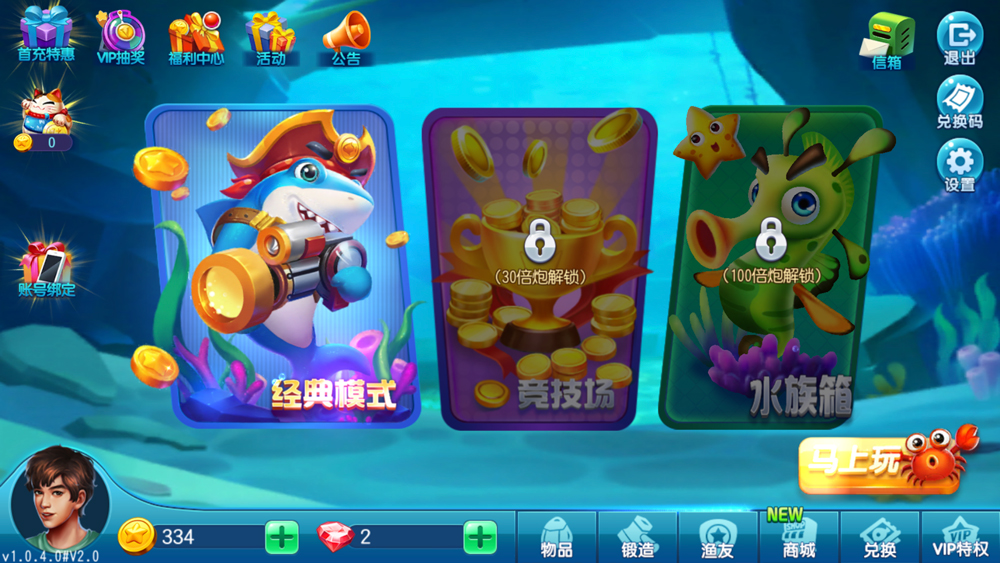 首充特惠
VIP抽奖
福利中心
活动
公告
信箱
退出
0
兑换码
设置
账号绑定
(30倍炮解锁)
(100倍炮解锁)
经典模式
竞技场
水族箱
马上玩
334
2
NEW
物品
锻造
渔友
商城
兑换
VIP特权
v1.0.4.0#V2.0